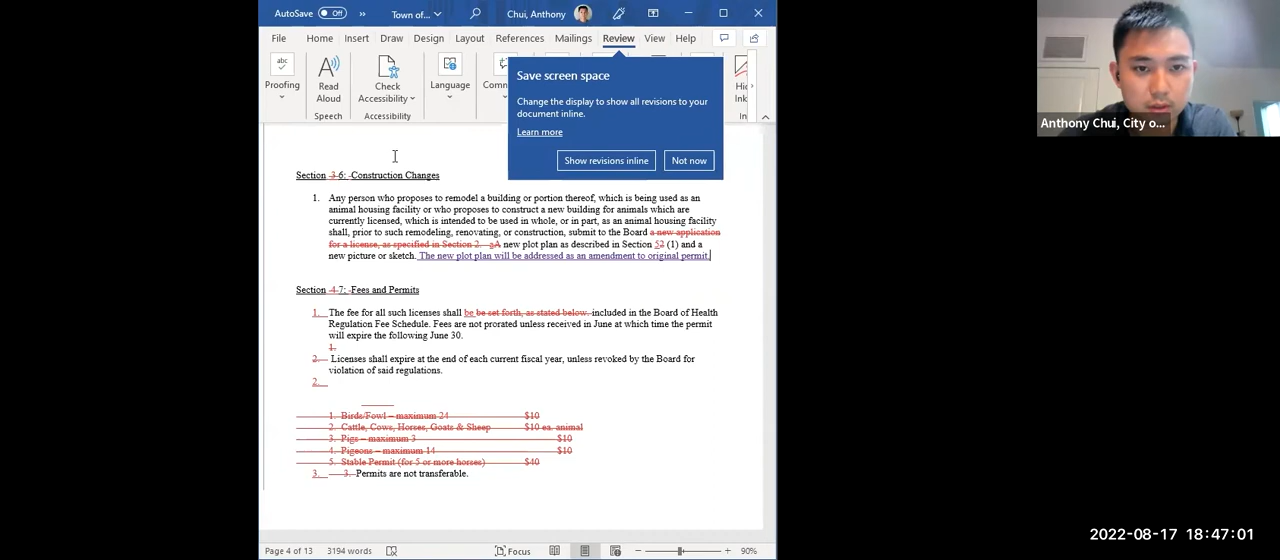 AutoSave Off » Town of... Chui, Anthony
File Home Insert Draw Design Layout References Mailings Review View Help
Proofing Read Aloud Check Accessibility Language
Speech Accessibility
Save screen space
Change the display to show all revisions to your
document inline.
Learn more
Show revisions inline Not now
Anthony Chui, City o...
Section 3 6: Construction Changes
1. Any person who proposes to remodel a building or portion thereof, which is being used as an
animal housing facility or who proposes to construct a new building for animals which are
currently licensed, which is intended to be used in whole, or in part, as an animal housing facility
shall, prior to such remodeling, renovating, or construction, submit to the Board a new application
for a license, as specified in Section 2. aA new plot plan as described in Section 52 (1) and a
new picture or sketch. The new plot plan will be addressed as an amendment to original permit.
Section 4 7: Fees and Permits
1. The fee for all such licenses shall be be set forth, as stated below. included in the Board of Health
Regulation Fee Schedule. Fees are not prorated unless received in June at which time the permit
will expire the following June 30.
1.
2. Licenses shall expire at the end of each current fiscal year, unless revoked by the Board for
violation of said regulations.
2.
1. Birds/Fowl – maximum 24 $10
2. Cattle, Cows, Horses, Goats & Sheep $10 ea. animal
3. Pigs – maximum 3 $10
4. Pigeons – maximum 14 $10
5. Stable Permit (for 5 or more horses) $40
3. 3. Permits are not transferable.
Page 4 of 13 3194 words Focus 90%
2022-08-17 18:47:01